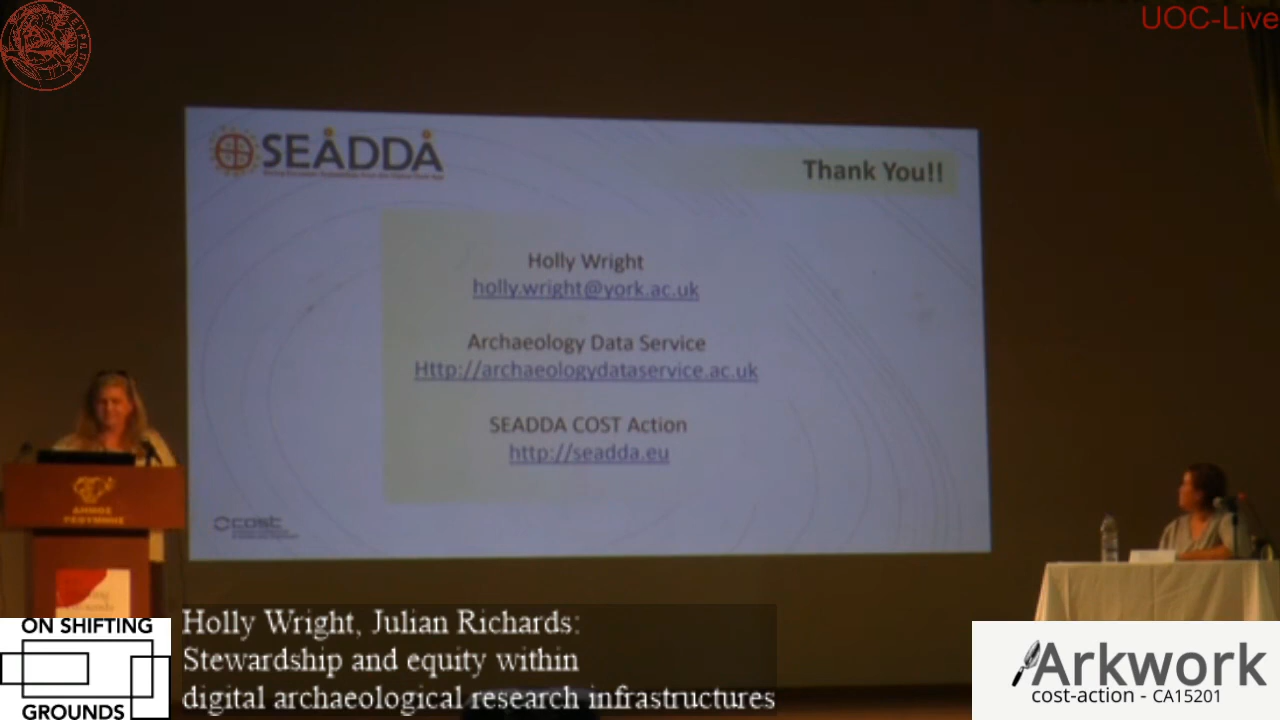 UOC-Live
SEADDA
Thank You!!
Holly Wright
holly.wright@york.ac.uk
Archaeology Data Service
Http://archaeologydataservice.ac.uk
SEADDA COST Action
http://seadda.eu
cost
ΔΗΜΟΣ
ΡΕΘΥΜΝΗΣ
ON SHIFTING
GROUNDS
Holly Wright, Julian Richards:
Stewardship and equity within
digital archaeological research infrastructures
Arkwork
cost-action - CA15201